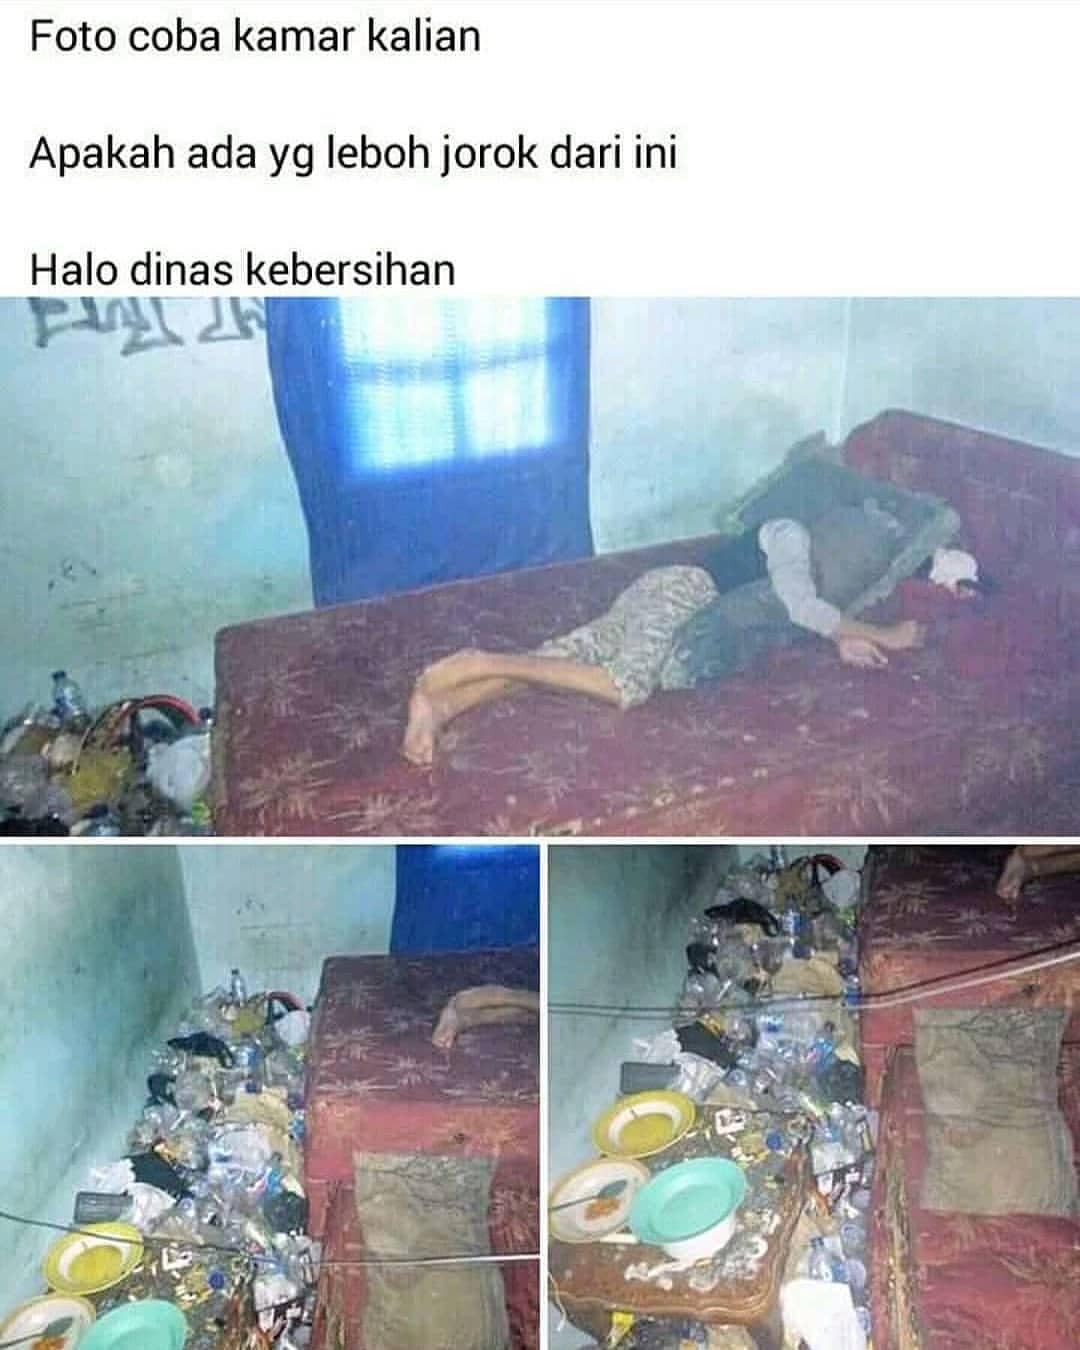 Foto coba kamar kalian
Apakah ada yg leboh jorok dari ini
Halo dinas kebersihan